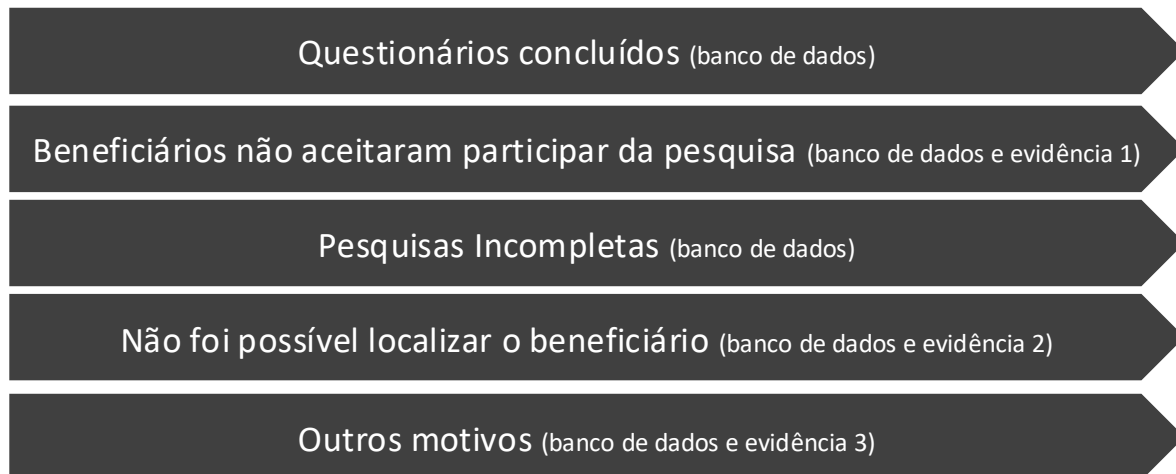 Questionários concluídos (banco de dados)
Beneficiários não aceitaram participar da pesquisa (banco de dados e evidência 1)
Pesquisas Incompletas (banco de dados)
Não foi possível localizar o beneficiário (banco de dados e evidência 2)
Outros motivos (banco de dados e evidência 3)